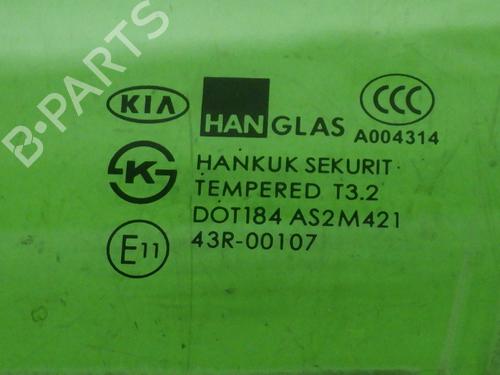 KIA
HANGLAS
CCC
A004314
K
HANKUK SEKURIT
TEMPERED T3.2
DOT184 AS2M421
E11
43R-00107
B-PARTS